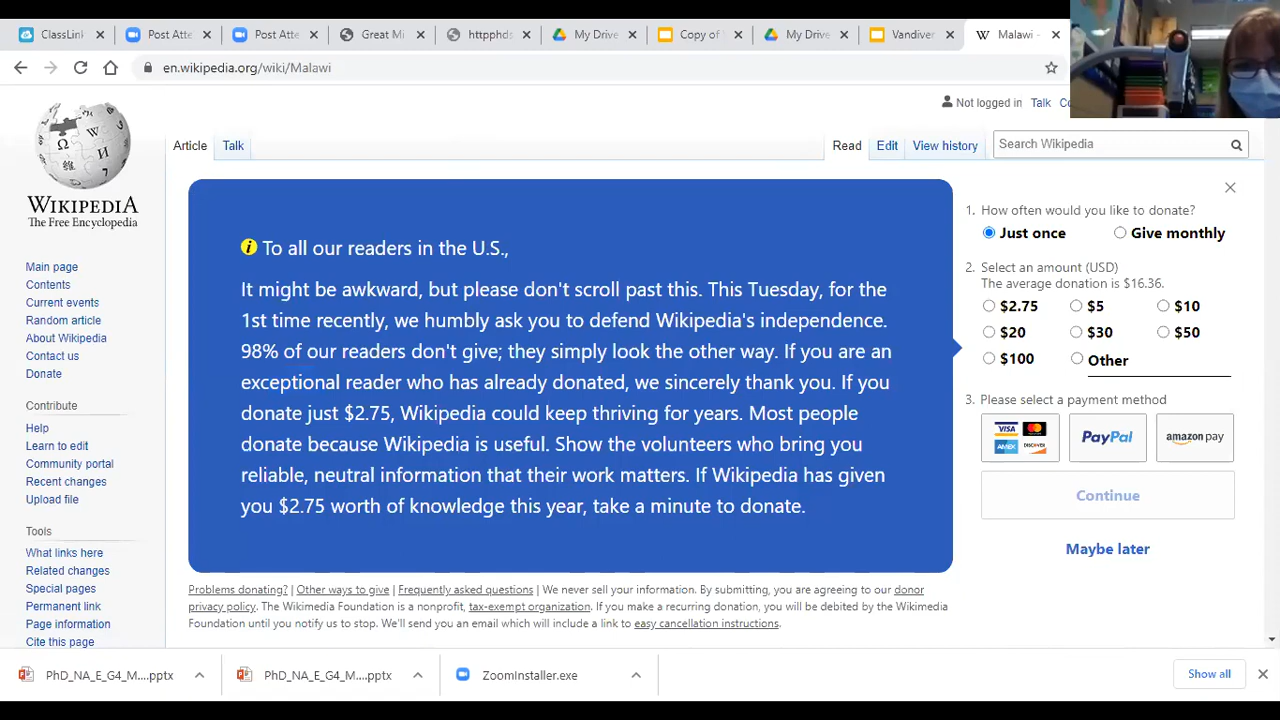 ClassLink
Post Atte
Post Atte
Great Mi
httpphds
My Drive
Copy of
My Drive
Vandiver
Malawi -
en.wikipedia.org/wiki/Malawi
Not logged in Talk
Article Talk Read Edit View history Search Wikipedia
WIKIPEDIA
The Free Encyclopedia
Main page
Contents
Current events
Random article
About Wikipedia
Contact us
Donate
Contribute
Help
Learn to edit
Community portal
Recent changes
Upload file
Tools
What links here
Related changes
Special pages
Permanent link
Page information
Cite this page
i To all our readers in the U.S.,
It might be awkward, but please don't scroll past this. This Tuesday, for the
1st time recently, we humbly ask you to defend Wikipedia's independence.
98% of our readers don't give; they simply look the other way. If you are an
exceptional reader who has already donated, we sincerely thank you. If you
donate just $2.75, Wikipedia could keep thriving for years. Most people
donate because Wikipedia is useful. Show the volunteers who bring you
reliable, neutral information that their work matters. If Wikipedia has given
you $2.75 worth of knowledge this year, take a minute to donate.
1. How often would you like to donate?
Just once Give monthly
2. Select an amount (USD)
The average donation is $16.36.
$2.75 $5 $10
$20 $30 $50
$100 Other
3. Please select a payment method
VISA
AMEX DISCOVER
PayPal
amazon pay
Continue
Maybe later
Problems donating? | Other ways to give | Frequently asked questions | We never sell your information. By submitting, you are agreeing to our donor
privacy policy. The Wikimedia Foundation is a nonprofit, tax-exempt organization. If you make a recurring donation, you will be debited by the Wikimedia
Foundation until you notify us to stop. We'll send you an email which will include a link to easy cancellation instructions.
PhD_NA_E_G4_M....pptx
PhD_NA_E_G4_M....pptx
ZoomInstaller.exe
Show all